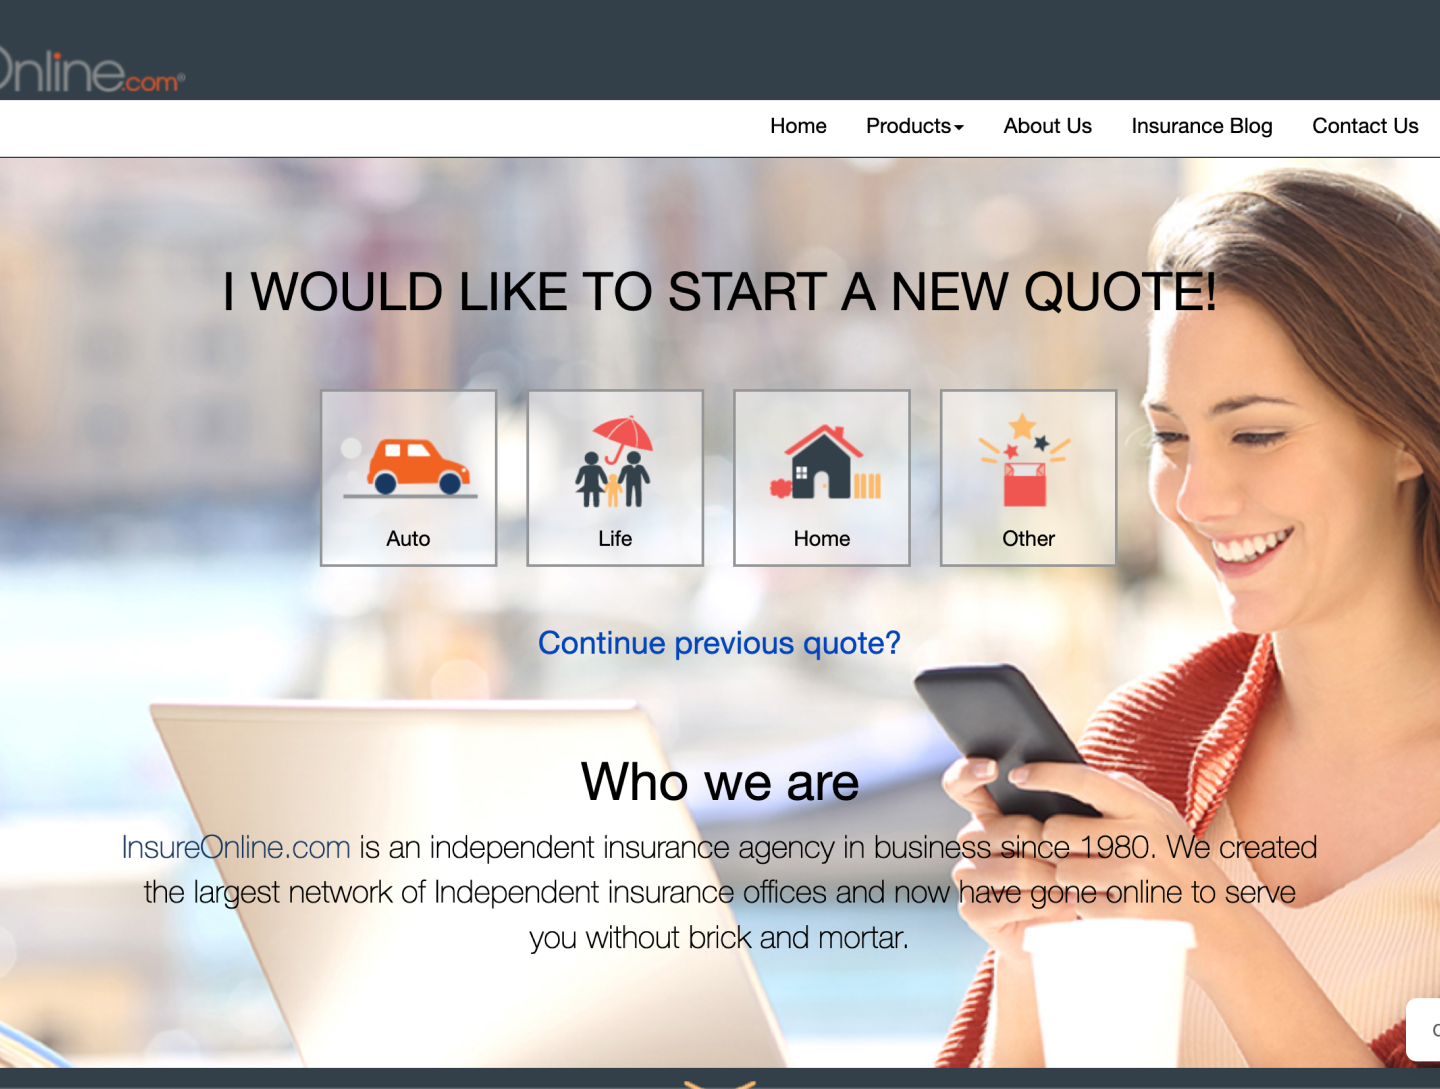 Online.com®
Home Products About Us Insurance Blog Contact Us
I WOULD LIKE TO START A NEW QUOTE!
Auto Life Home Other
Continue previous quote?
Who we are
InsureOnline.com is an independent insurance agency in business since 1980. We created
the largest network of Independent insurance offices and now have gone online to serve
you without brick and mortar.